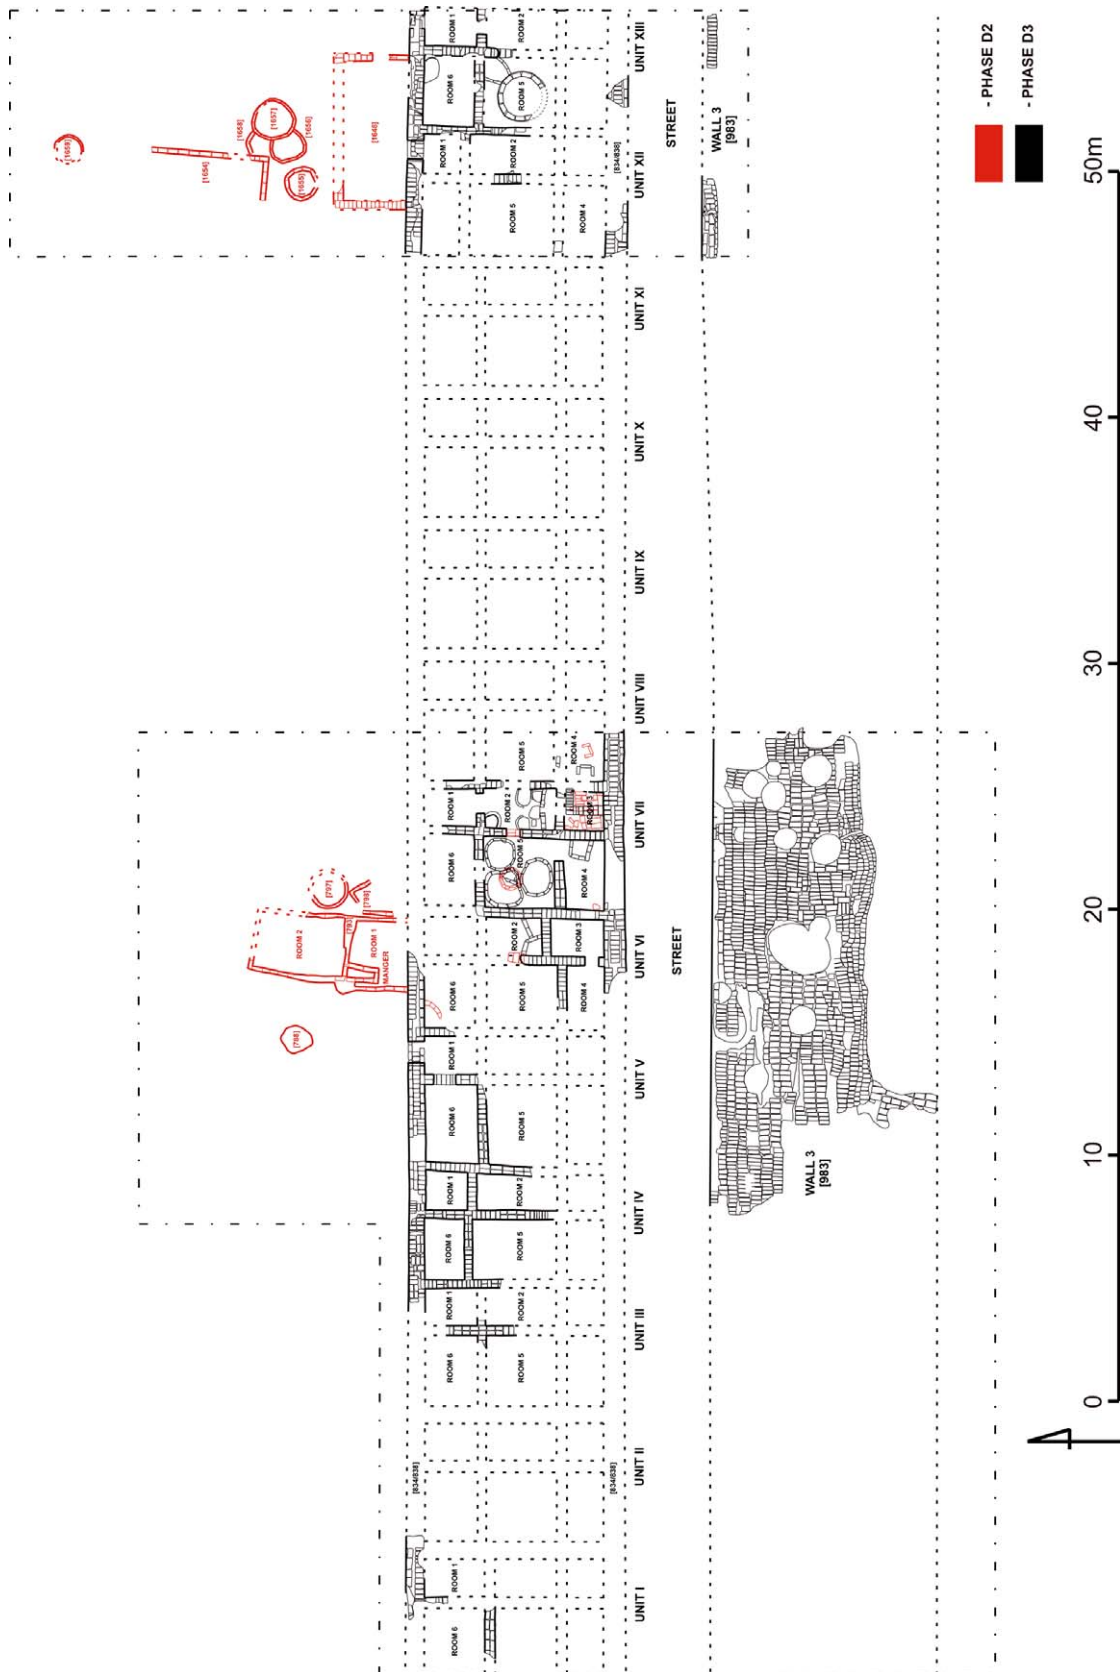 [1659]
[1654]
[1658]
[1657]
[1655]
[1656]
[788]
ROOM 2
[797]
[793]
[799]
ROOM 1
MANGER
[834/838]
ROOM 6
ROOM 1
ROOM 6
ROOM 1
ROOM 6
ROOM 1
ROOM 6
ROOM 1
ROOM 6
ROOM 6
ROOM 1
ROOM 1
ROOM 6
ROOM 1
ROOM 5
ROOM 2
ROOM 5
ROOM 2
ROOM 5
ROOM 5
ROOM 2
ROOM 5
ROOM 2
ROOM 5
ROOM 5
ROOM 2
ROOM 5
ROOM 2
ROOM 4
ROOM 3
ROOM 4
ROOM 3
ROOM 4
ROOM 4
[834/838]
[834/838]
UNIT I
UNIT II
UNIT III
UNIT IV
UNIT V
UNIT VI
UNIT VII
UNIT VIII
UNIT IX
UNIT X
UNIT XI
UNIT XII
UNIT XIII
STREET
STREET
WALL 3
[983]
WALL 3
[983]
- PHASE D2
- PHASE D3
0
10
20
30
40
50m